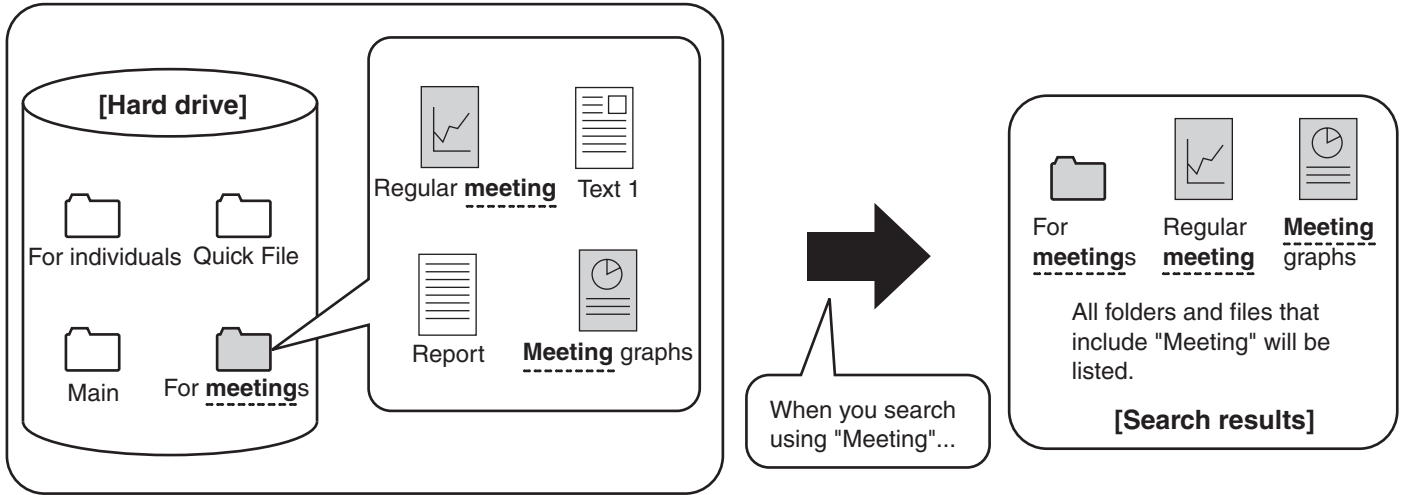 [Hard drive]
For individuals
Quick File
Main
For meetings
Regular meeting
Text 1
Report
Meeting graphs
When you search
using "Meeting"...
For
meetings
Regular
meeting
Meeting
graphs
All folders and files that
include "Meeting" will be
listed.
[Search results]